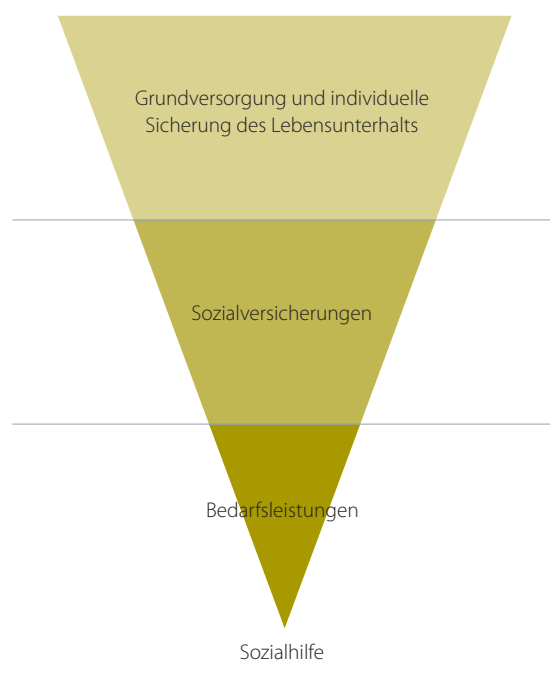 Grundversorgung und individuelle
Sicherung des Lebensunterhalts
Sozialversicherungen
Bedarfsleistungen
Sozialhilfe